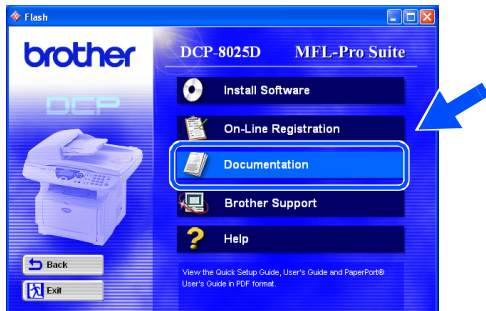 Flash
brother
DCP-8025D MFL-Pro Suite
DCP
Install Software
On-Line Registration
Documentation
Brother Support
Help
Back
Exit
View the Quick Setup Guide, User's Guide and PaperPort®
User's Guide in PDF format.